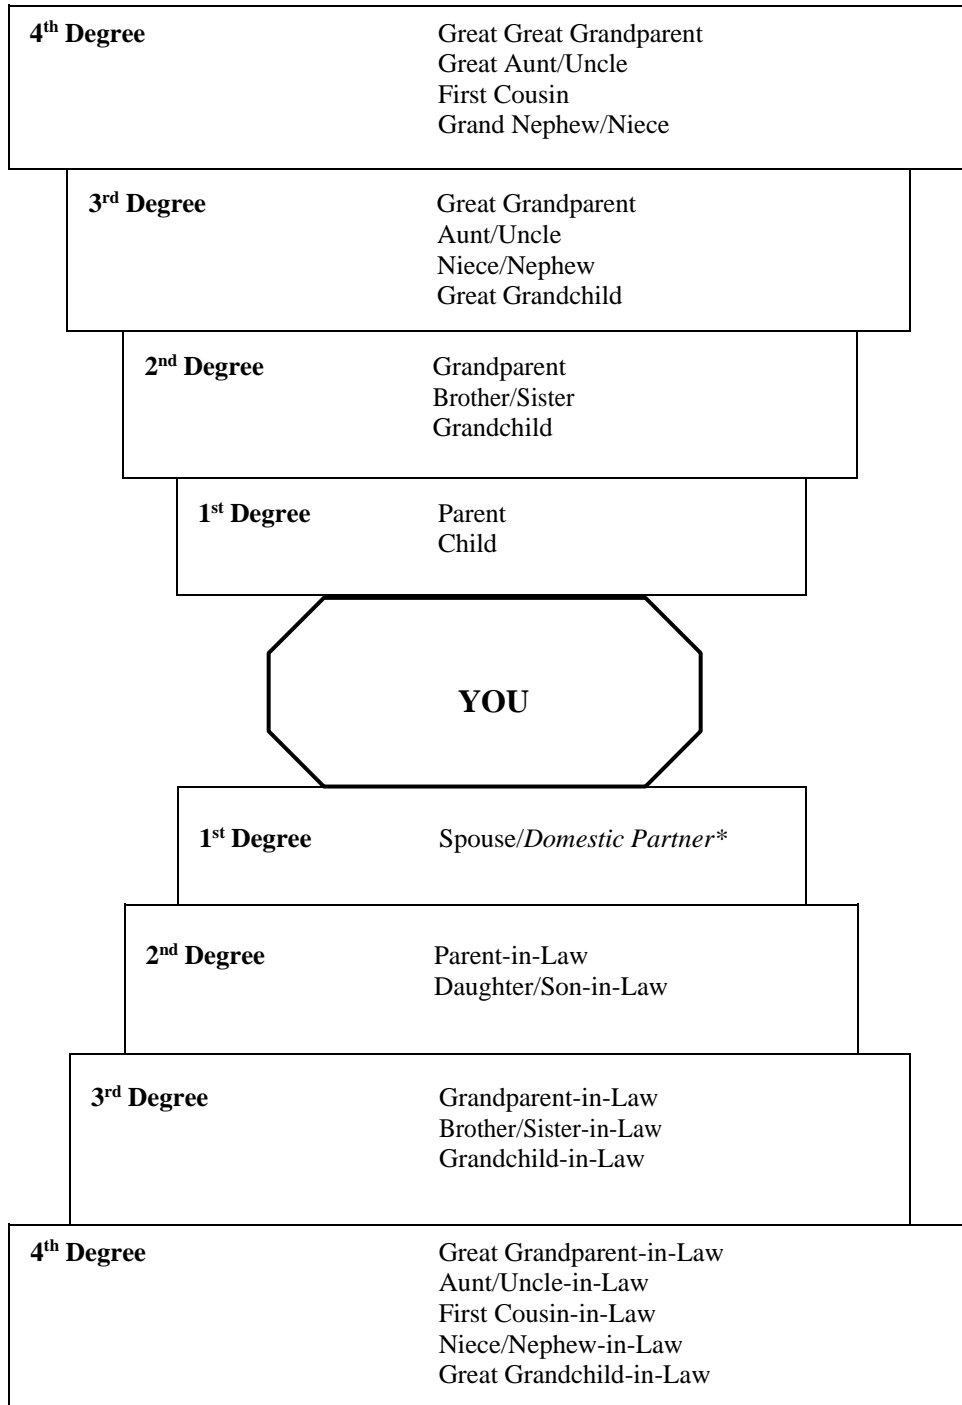 4th Degree Great Great Grandparent
Great Aunt/Uncle
First Cousin
Grand Nephew/Niece
3rd Degree Great Grandparent
Aunt/Uncle
Niece/Nephew
Great Grandchild
2nd Degree Grandparent
Brother/Sister
Grandchild
1st Degree Parent
Child
YOU
1st Degree Spouse/Domestic Partner*
2nd Degree Parent-in-Law
Daughter/Son-in-Law
3rd Degree Grandparent-in-Law
Brother/Sister-in-Law
Grandchild-in-Law
4th Degree Great Grandparent-in-Law
Aunt/Uncle-in-Law
First Cousin-in-Law
Niece/Nephew-in-Law
Great Grandchild-in-Law